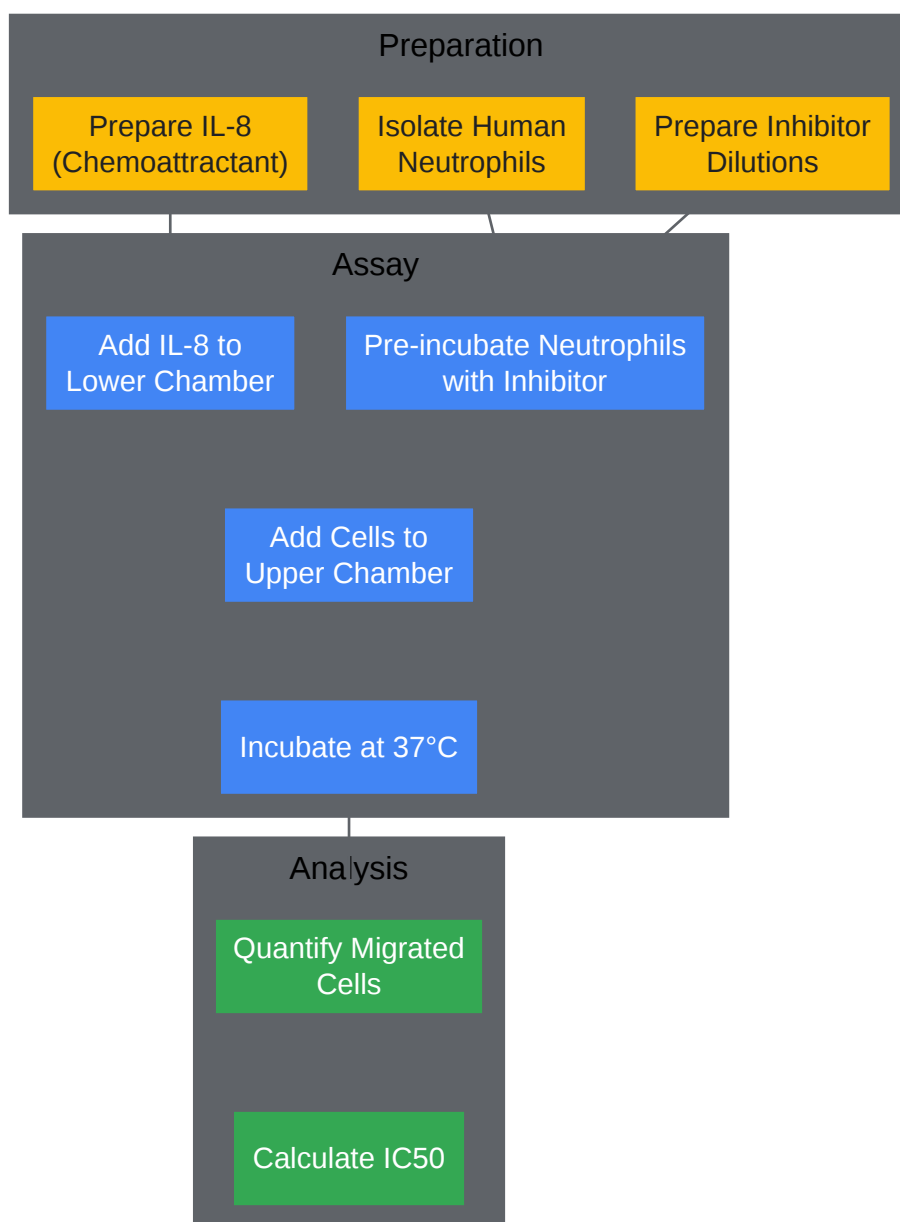 Preparation
Prepare IL-8
(Chemoattractant)
Isolate Human
Neutrophils
Prepare Inhibitor
Dilutions
Assay
Add IL-8 to
Lower Chamber
Pre-incubate Neutrophils
with Inhibitor
Add Cells to
Upper Chamber
Incubate at 37°C
Analysis
Quantify Migrated
Cells
Calculate IC50